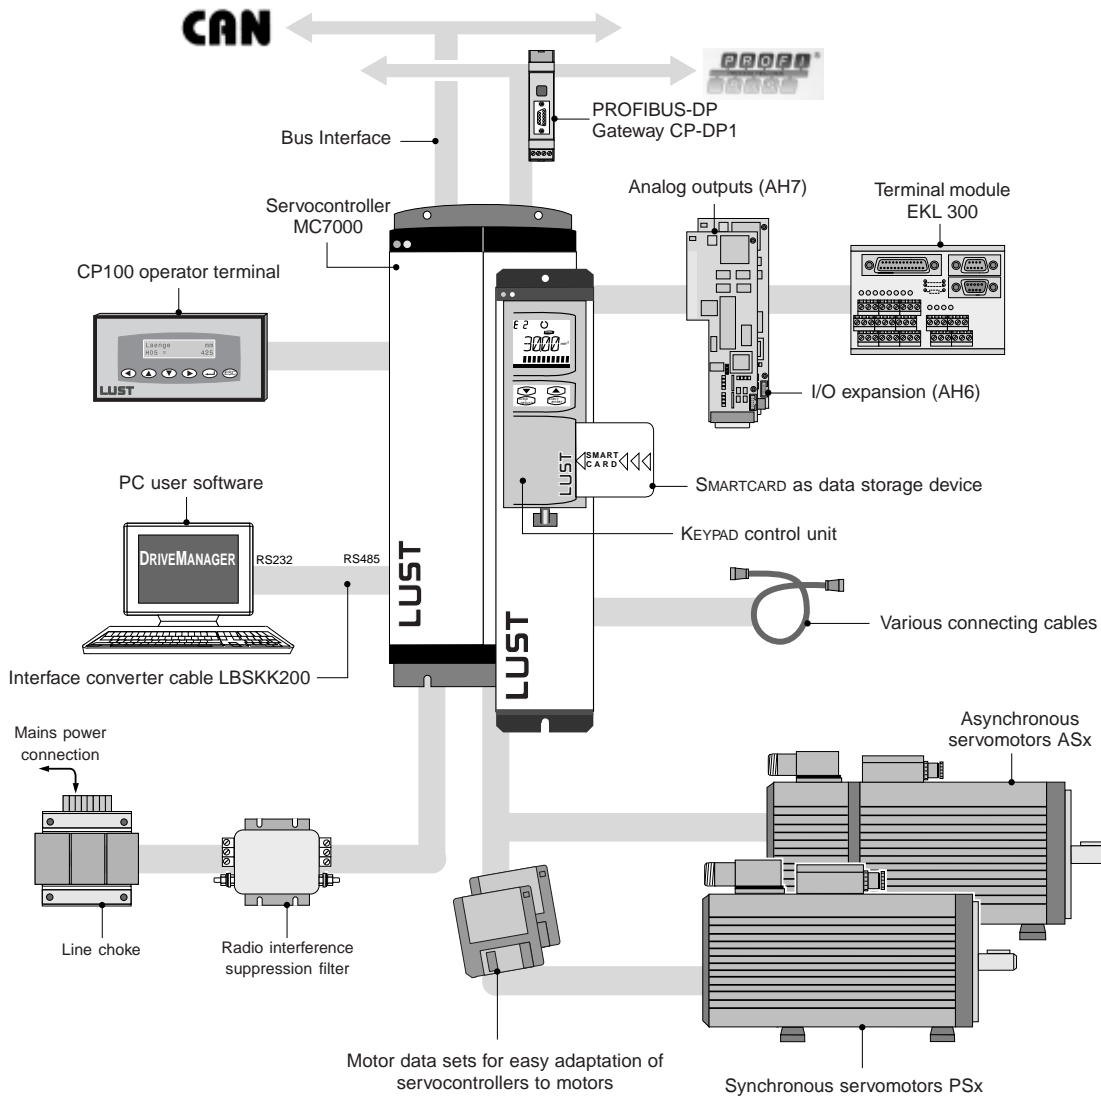 CAN
PROFI
®
PROFIBUS-DP
Gateway CP-DP1
Bus Interface
Analog outputs (AH7)
Terminal module
EKL 300
Servocontroller
MC7000
CP100 operator terminal
Laenge mm
H05 = 425
LUST
E2
3000
I/O expansion (AH6)
SMART
CARD
LUST
SMARTCARD as data storage device
KEYPAD control unit
PC user software
DRIVEMANAGER
RS232
RS485
LUST
LUST
Various connecting cables
Interface converter cable LBSKK200
Mains power
connection
Asynchronous
servomotors ASx
Line choke
Radio interference
suppression filter
Motor data sets for easy adaptation of
servocontrollers to motors
Synchronous servomotors PSx